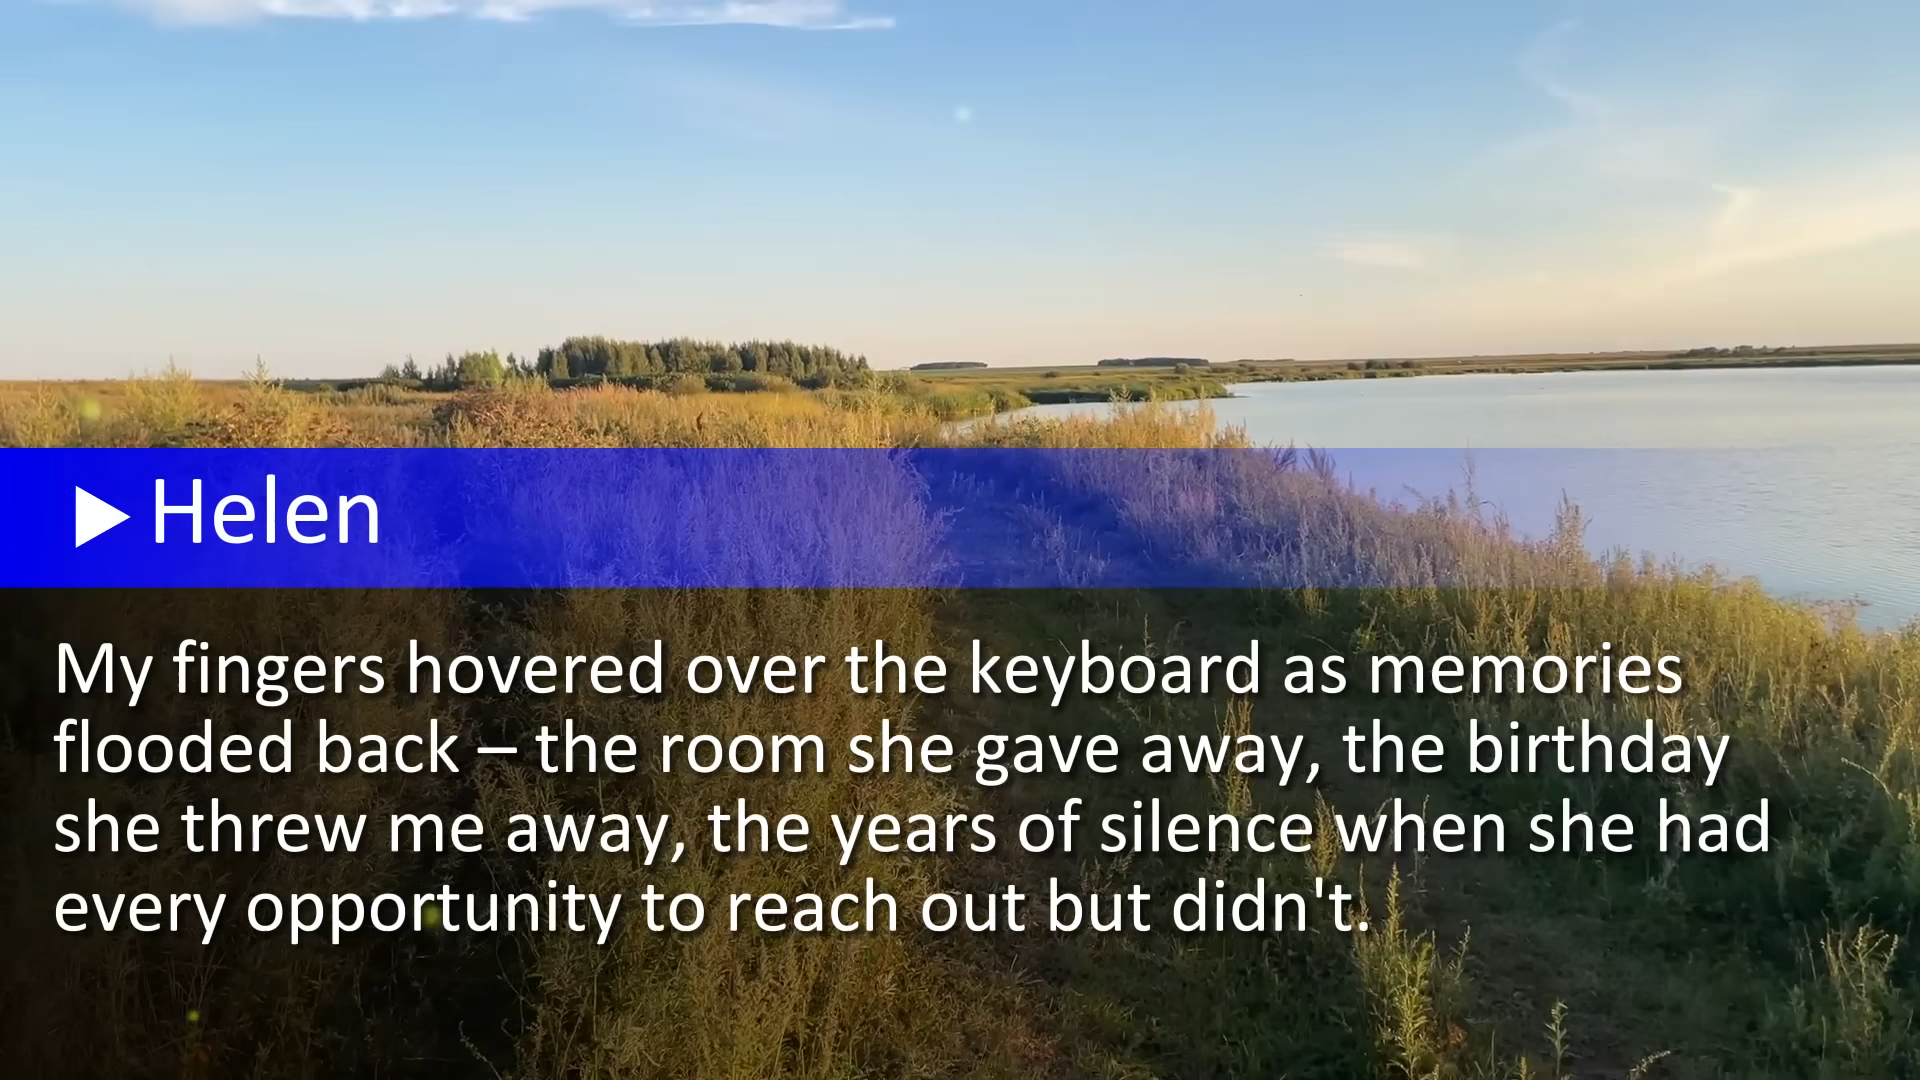 Helen
My fingers hovered over the keyboard as memories
flooded back – the room she gave away, the birthday
she threw me away, the years of silence when she had
every opportunity to reach out but didn't.